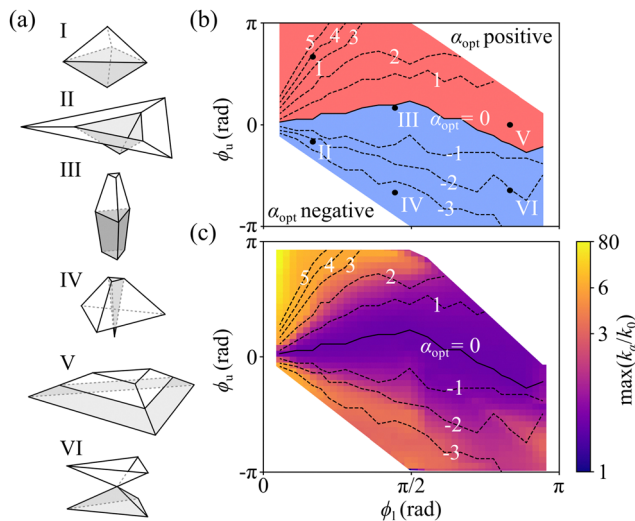 (a)
I
II
III
IV
V
VI
(b)
π
0
-π
ϕu (rad)
αopt positive
5 4 3 2
1 1
αopt = 0
III
V
II
-1
-2
-3
IV
VI
αopt negative
(c)
π
0
-π
ϕu (rad)
5 4 3 2
1
αopt = 0
-1
-2
-3
0 π/2 π
ϕl (rad)
80
6
3
1
max(kα/k0)